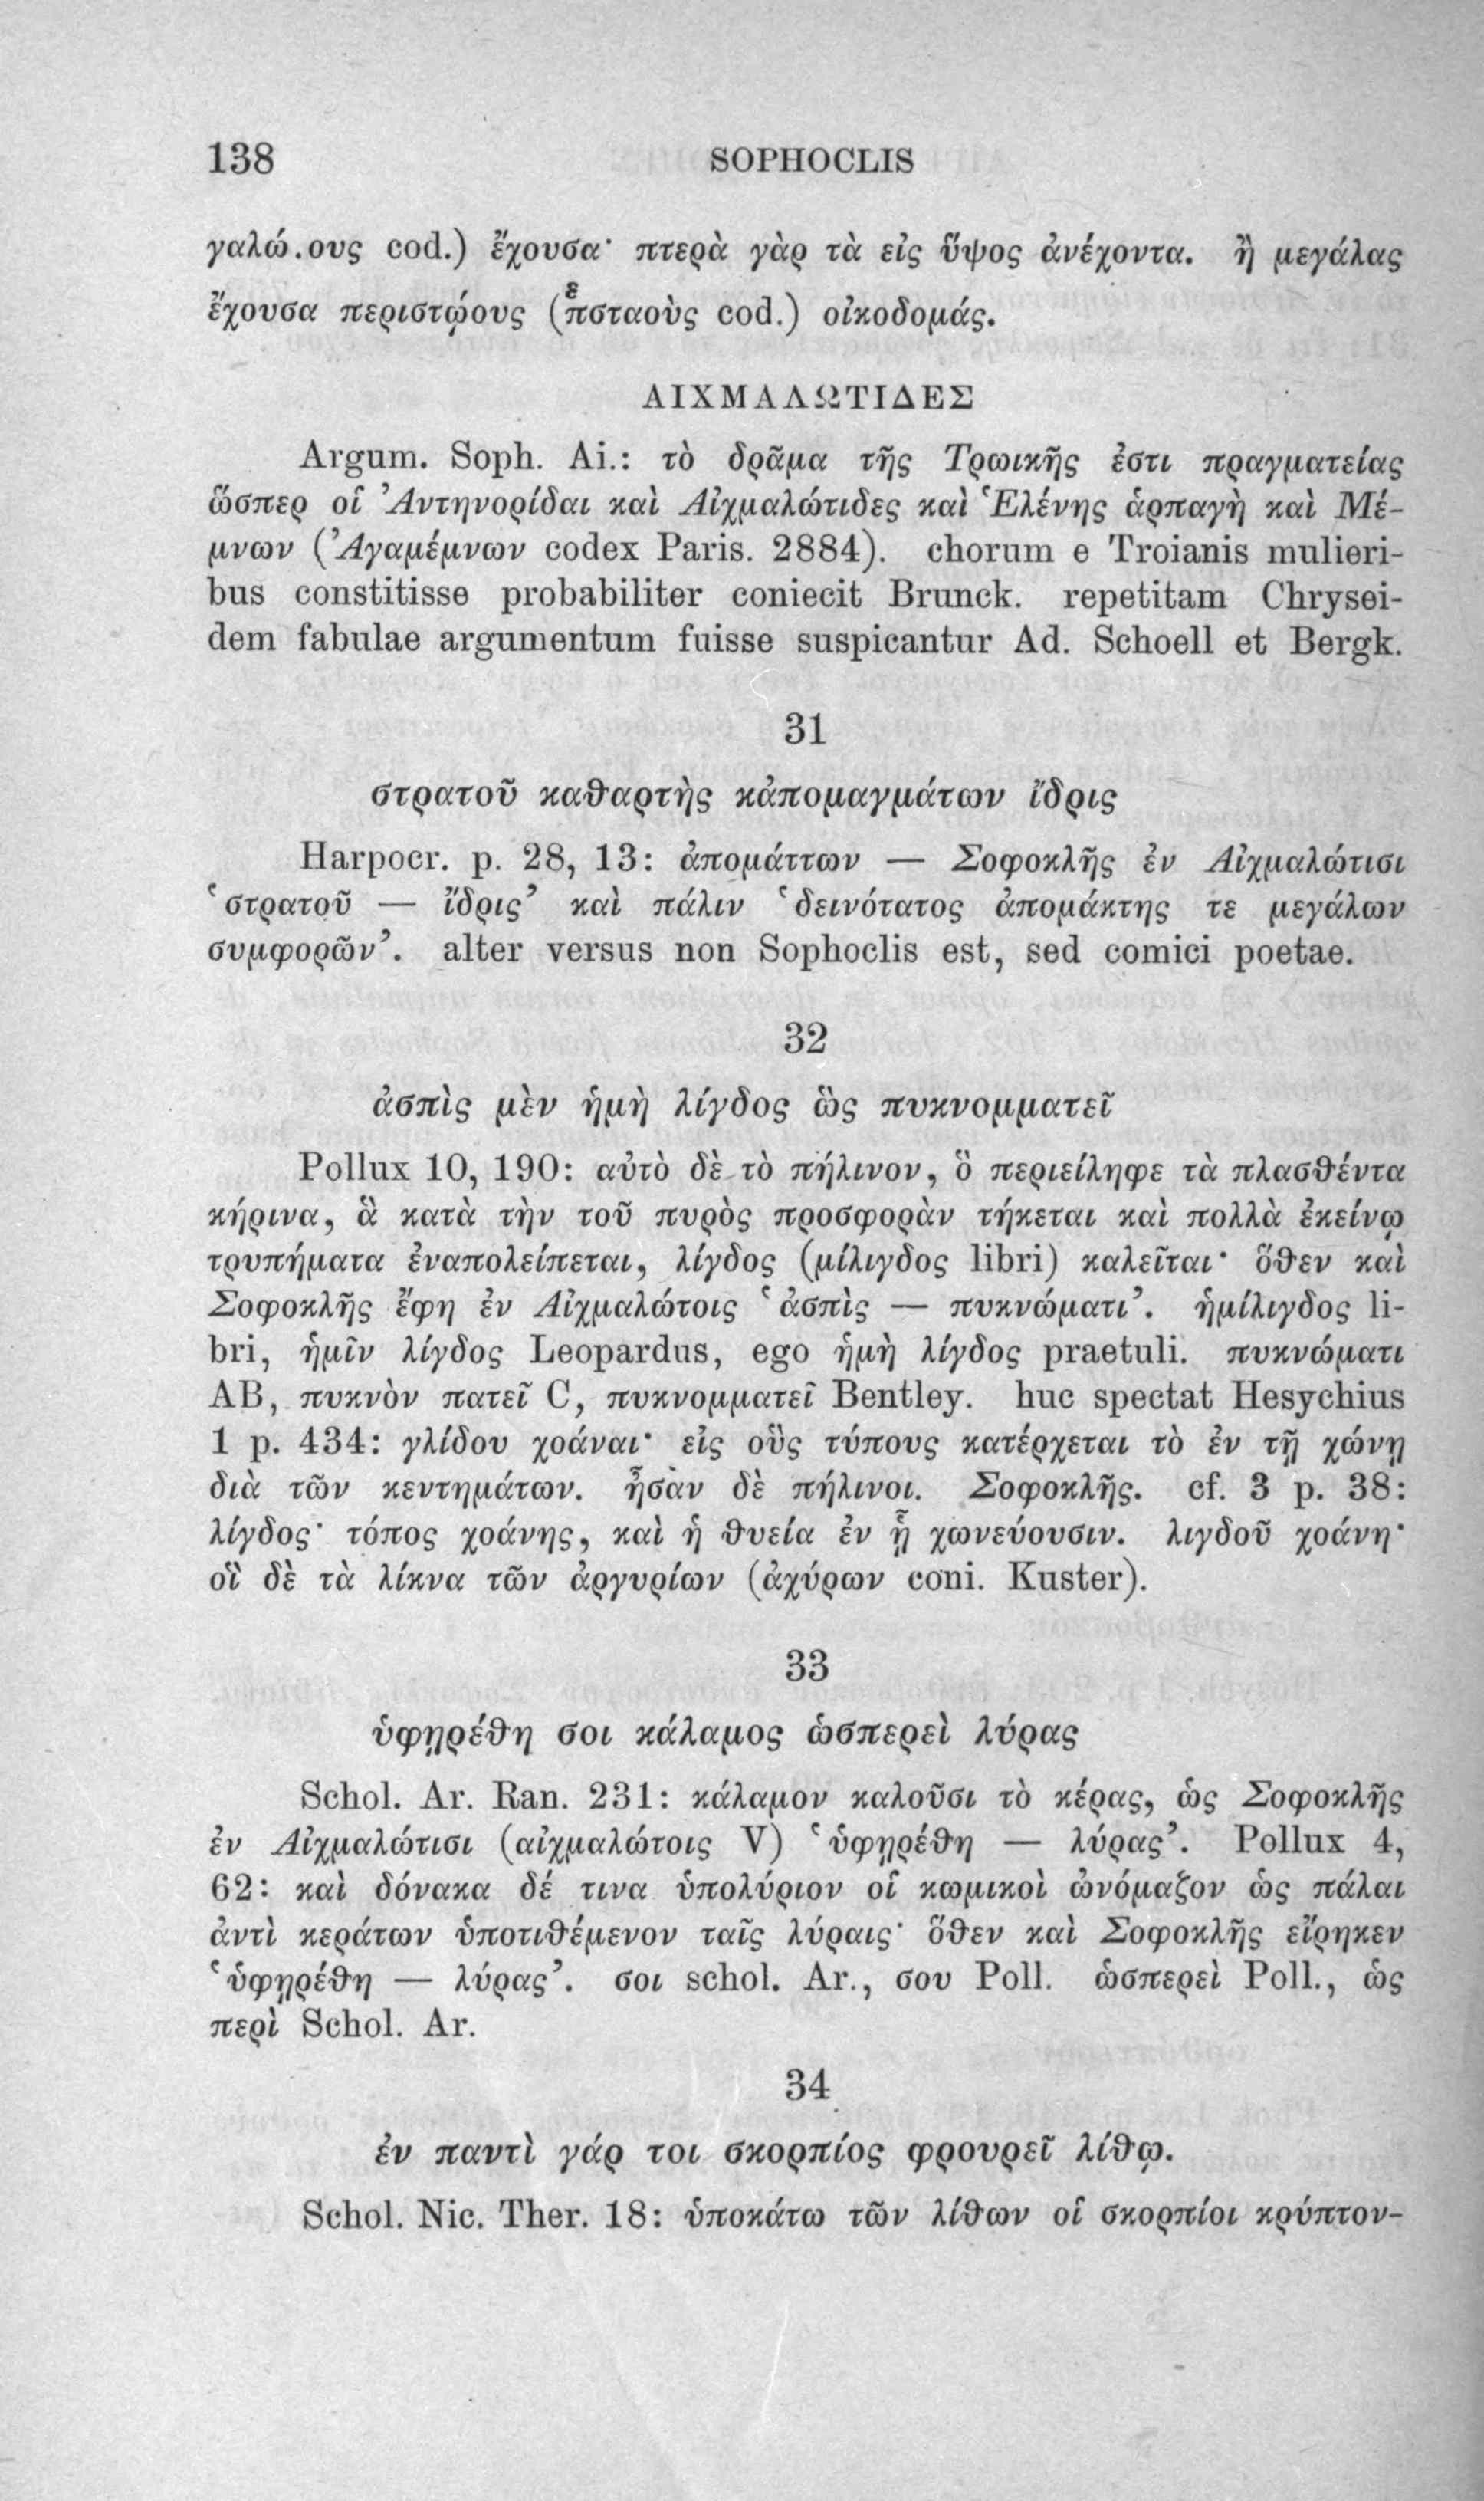 138 SOPHOCLIS
γαλώ.ους cod.) ἔχουσα· πτερὰ γὰρ τὰ εἰς ὕψος ἀνέχοντα. ἢ μεγάλας
ἔχουσα περιστῴους (πͤσταοὺς cod.) οἰκοδομάς.
ΑΙΧΜΑΛΩΤΙΔΕΣ
Argum. Soph. Ai.: τὸ δρᾶμα τῆς Τρωικῆς ἐστι πραγματείας
ὥσπερ οἱ Ἀντηνορίδαι καὶ Αἰχμαλώτιδες καὶ Ἑλένης ἁρπαγὴ καὶ Μέ-
μνων (Ἀγαμέμνων codex Paris. 2884). chorum e Troianis mulieri-
bus constitisse probabiliter coniecit Brunck. repetitam Chrysei-
dem fabulae argumentum fuisse suspicantur Ad. Schoell et Bergk.
31
στρατοῦ καθαρτὴς κἀπομαγμάτων ἴδρις
Harpocr. p. 28, 13: ἀπομάττων — Σοφοκλῆς ἐν Αἰχμαλώτισι
‘στρατοῦ — ἴδρις’ καὶ πάλιν ‘δεινότατος ἀπομάκτης τε μεγάλων
συμφορῶν’. alter versus non Sophoclis est, sed comici poetae.
32
ἀσπὶς μὲν ἡμὴ λίγδος ὣς πυκνομματεῖ
Pollux 10, 190: αὐτὸ δὲ τὸ πήλινον, ὃ περιείληφε τὰ πλασθέντα
κήρινα, ἃ κατὰ τὴν τοῦ πυρὸς προσφορὰν τήκεται καὶ πολλὰ ἐκείνῳ
τρυπήματα ἐναπολείπεται, λίγδος (μίλιγδος libri) καλεῖται· ὅθεν καὶ
Σοφοκλῆς ἔφη ἐν Αἰχμαλώτοις ‘ἀσπὶς — πυκνώματι’. ἡμίλιγδος li-
bri, ἡμῖν λίγδος Leopardus, ego ἡμὴ λίγδος praetuli. πυκνώματι
AB, πυκνὸν πατεῖ C, πυκνομματεῖ Bentley. huc spectat Hesychius
1 p. 434: γλίδου χοάναι· εἰς οὓς τύπους κατέρχεται τὸ ἐν τῇ χώνῃ
διὰ τῶν κεντημάτων. ἦσαν δὲ πήλινοι. Σοφοκλῆς. cf. 3 p. 38:
λίγδος· τόπος χοάνης, καὶ ἡ θυεία ἐν ᾗ χωνεύουσιν. λιγδοῦ χοάνη·
οἳ δὲ τὰ λίκνα τῶν ἀργυρίων (ἀχύρων coni. Kuster).
33
ὑφῃρέθη σοι κάλαμος ὡσπερεὶ λύρας
Schol. Ar. Ran. 231: κάλαμον καλοῦσι τὸ κέρας, ὡς Σοφοκλῆς
ἐν Αἰχμαλώτισι (αἰχμαλώτοις V) ‘ὑφῃρέθη — λύρας’. Pollux 4,
62: καὶ δόνακα δέ τινα ὑπολύριον οἱ κωμικοὶ ὠνόμαζον ὡς πάλαι
ἀντὶ κεράτων ὑποτιθέμενον ταῖς λύραις· ὅθεν καὶ Σοφοκλῆς εἴρηκεν
‘ὑφῃρέθη — λύρας’. σοι schol. Ar., σου Poll. ὡσπερεὶ Poll., ὡς
περὶ Schol. Ar.
34
ἐν παντὶ γάρ τοι σκορπίος φρουρεῖ λίθῳ.
Schol. Nic. Ther. 18: ὑποκάτω τῶν λίθων οἱ σκορπίοι κρύπτον-